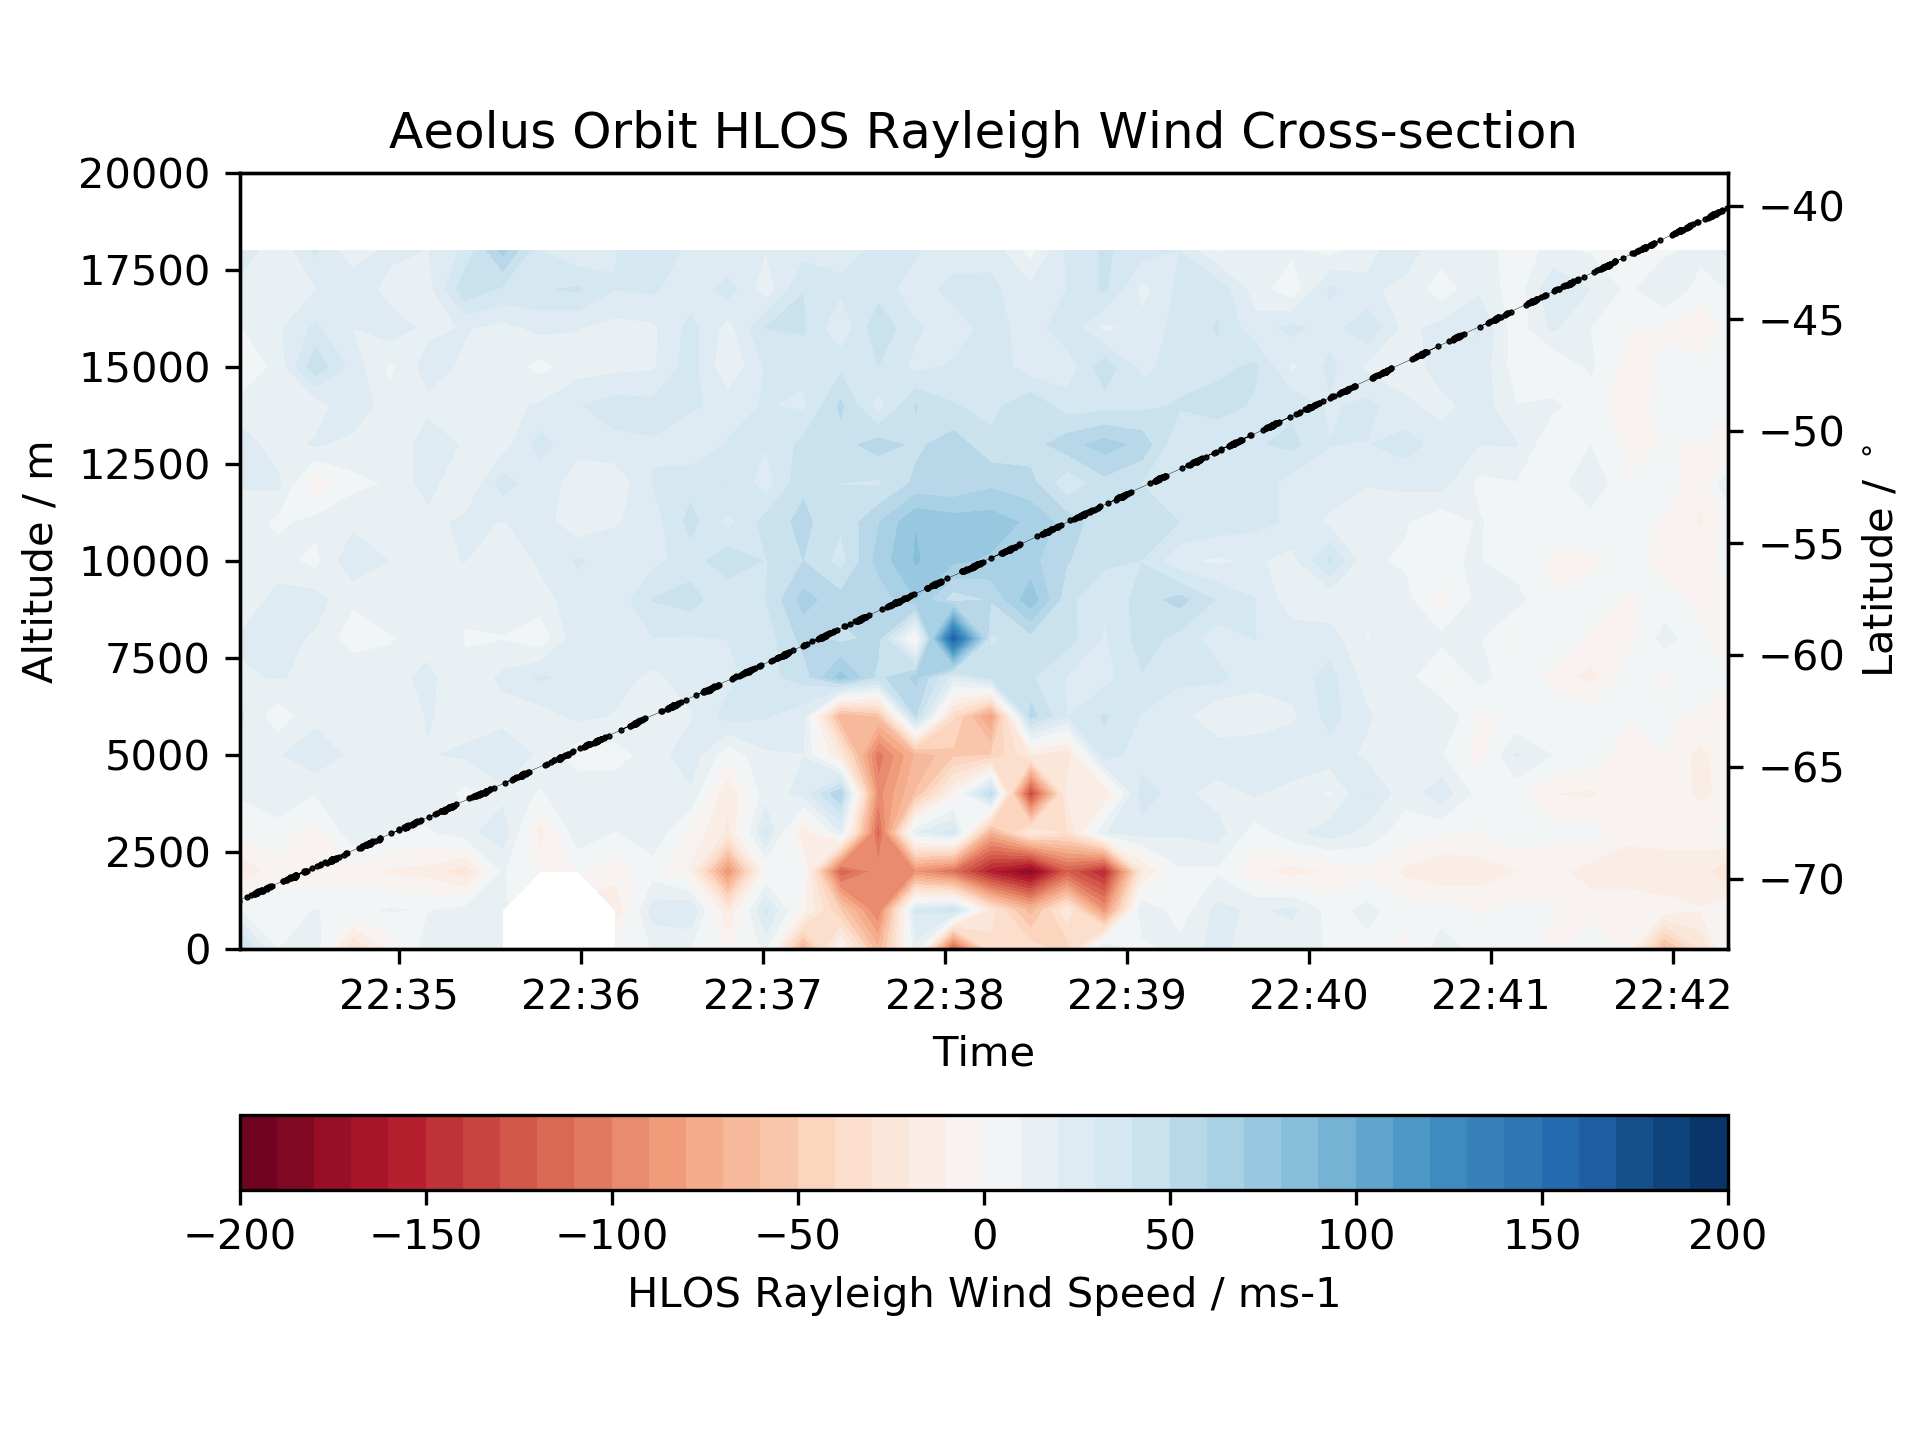 Aeolus Orbit HLOS Rayleigh Wind Cross-section
20000
17500
15000
12500
10000
7500
5000
2500
0
Altitude / m
−40
−45
−50
−55
−60
−65
−70
Latitude / °
22:35 22:36 22:37 22:38 22:39 22:40 22:41 22:42
Time
−200 −150 −100 −50 0 50 100 150 200
HLOS Rayleigh Wind Speed / ms-1